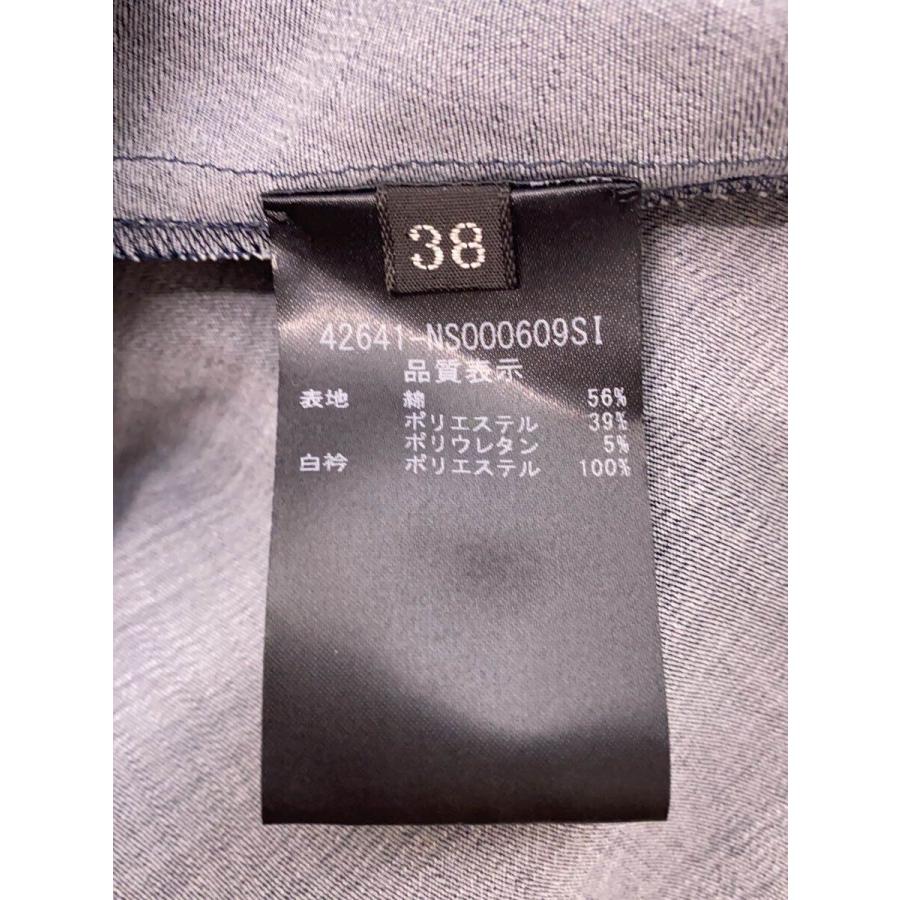 38
42641-NS000609SI
品質表示
表地 綿 56%
ポリエステル 39%
ポリウレタン 5%
白衿 ポリエステル 100%